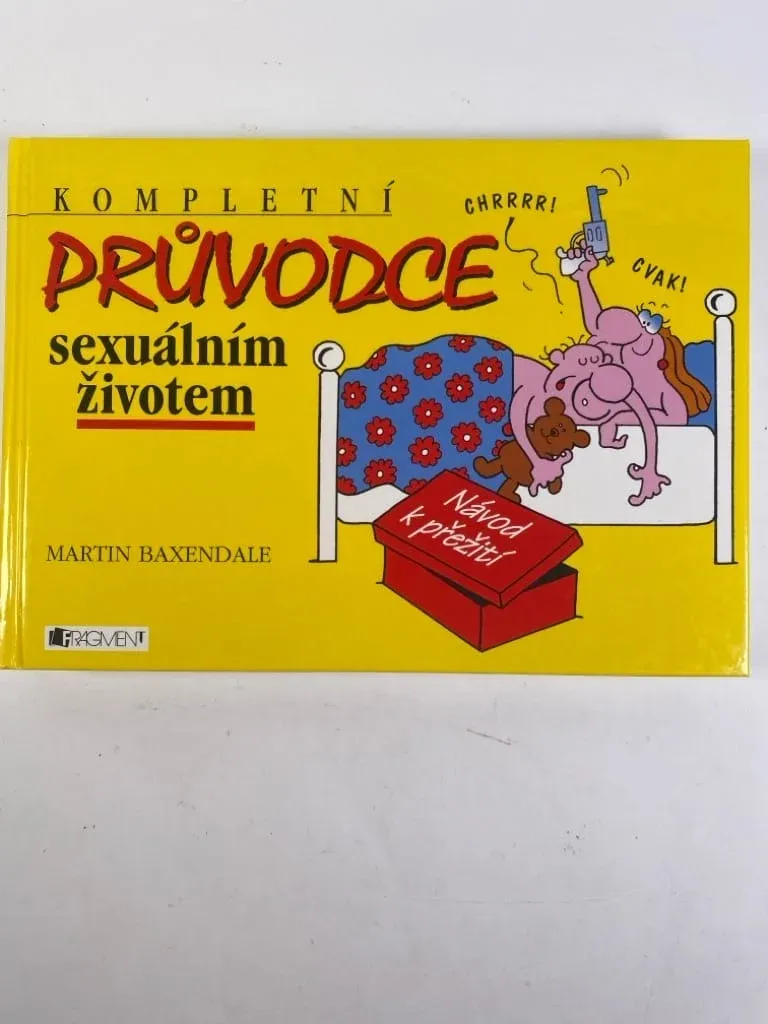 KOMPLETNÍ
PRŮVODCE
sexuálním
životem
CHRRRR!
CVAK!
Návod
k přežití
MARTIN BAXENDALE
FRAGMENT